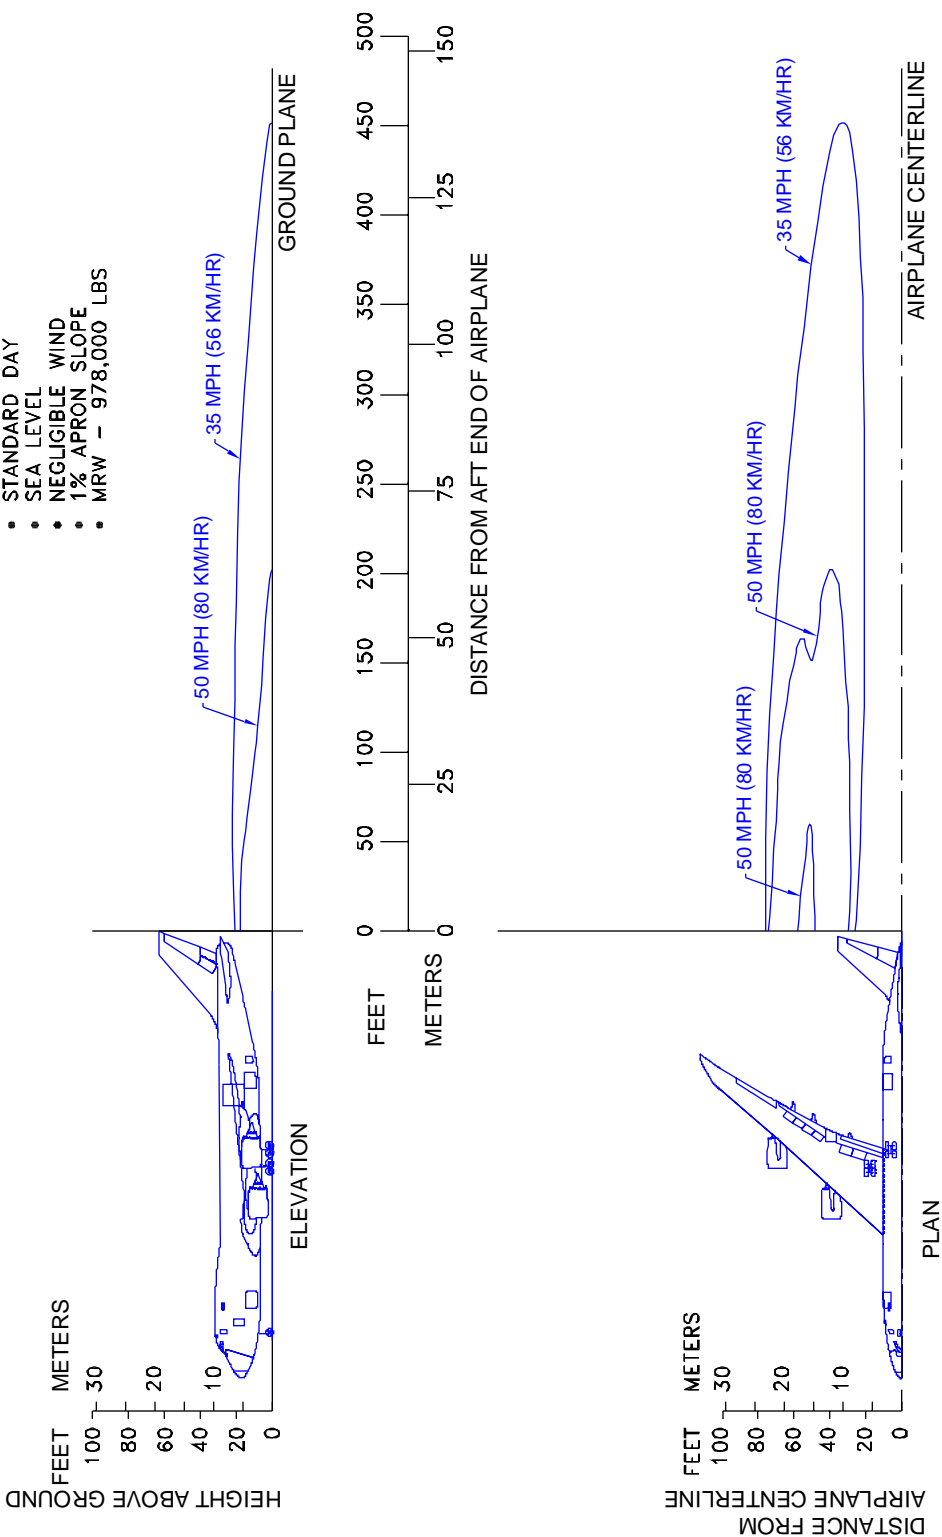 STANDARD DAY
SEA LEVEL
NEGLIGIBLE WIND
1% APRON SLOPE
MRW - 978,000 LBS
FEET
METERS
100
80
60
40
20
0
30
20
10
HEIGHT ABOVE GROUND
ELEVATION
50 MPH (80 KM/HR)
35 MPH (56 KM/HR)
GROUND PLANE
FEET
0 50 100 150 200 250 300 350 400 450 500
METERS
0 25 50 75 100 125 150
DISTANCE FROM AFT END OF AIRPLANE
FEET
METERS
100
80
60
40
20
0
30
20
10
DISTANCE FROM
AIRPLANE CENTERLINE
PLAN
50 MPH (80 KM/HR)
50 MPH (80 KM/HR)
35 MPH (56 KM/HR)
AIRPLANE CENTERLINE